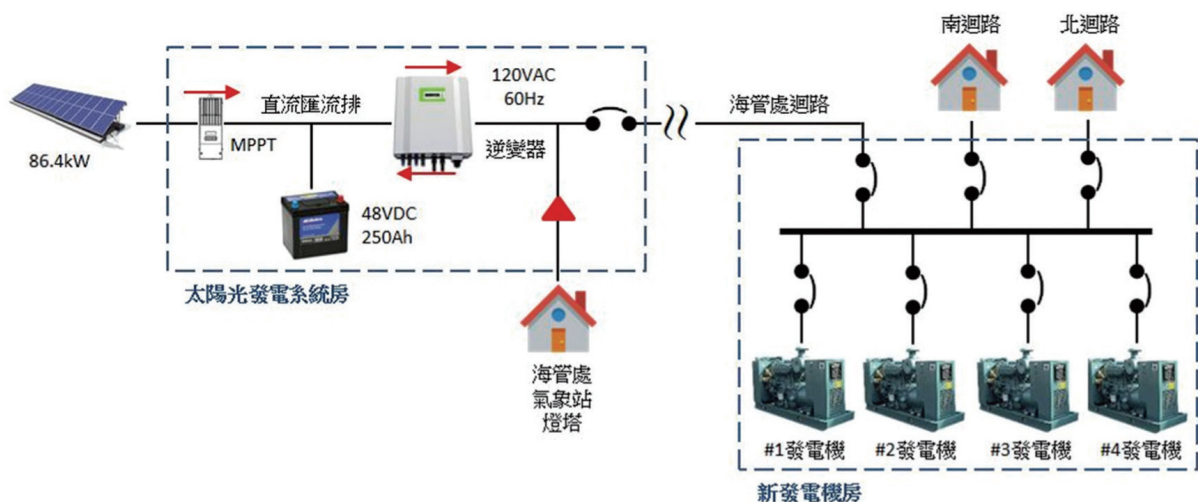 南迴路
北迴路
120VAC
60Hz
直流匯流排
海管處迴路
MPPT
逆變器
86.4kW
48VDC
250Ah
太陽光發電系統房
海管處
氣象站
燈塔
#1發電機
#2發電機
#3發電機
#4發電機
新發電機房